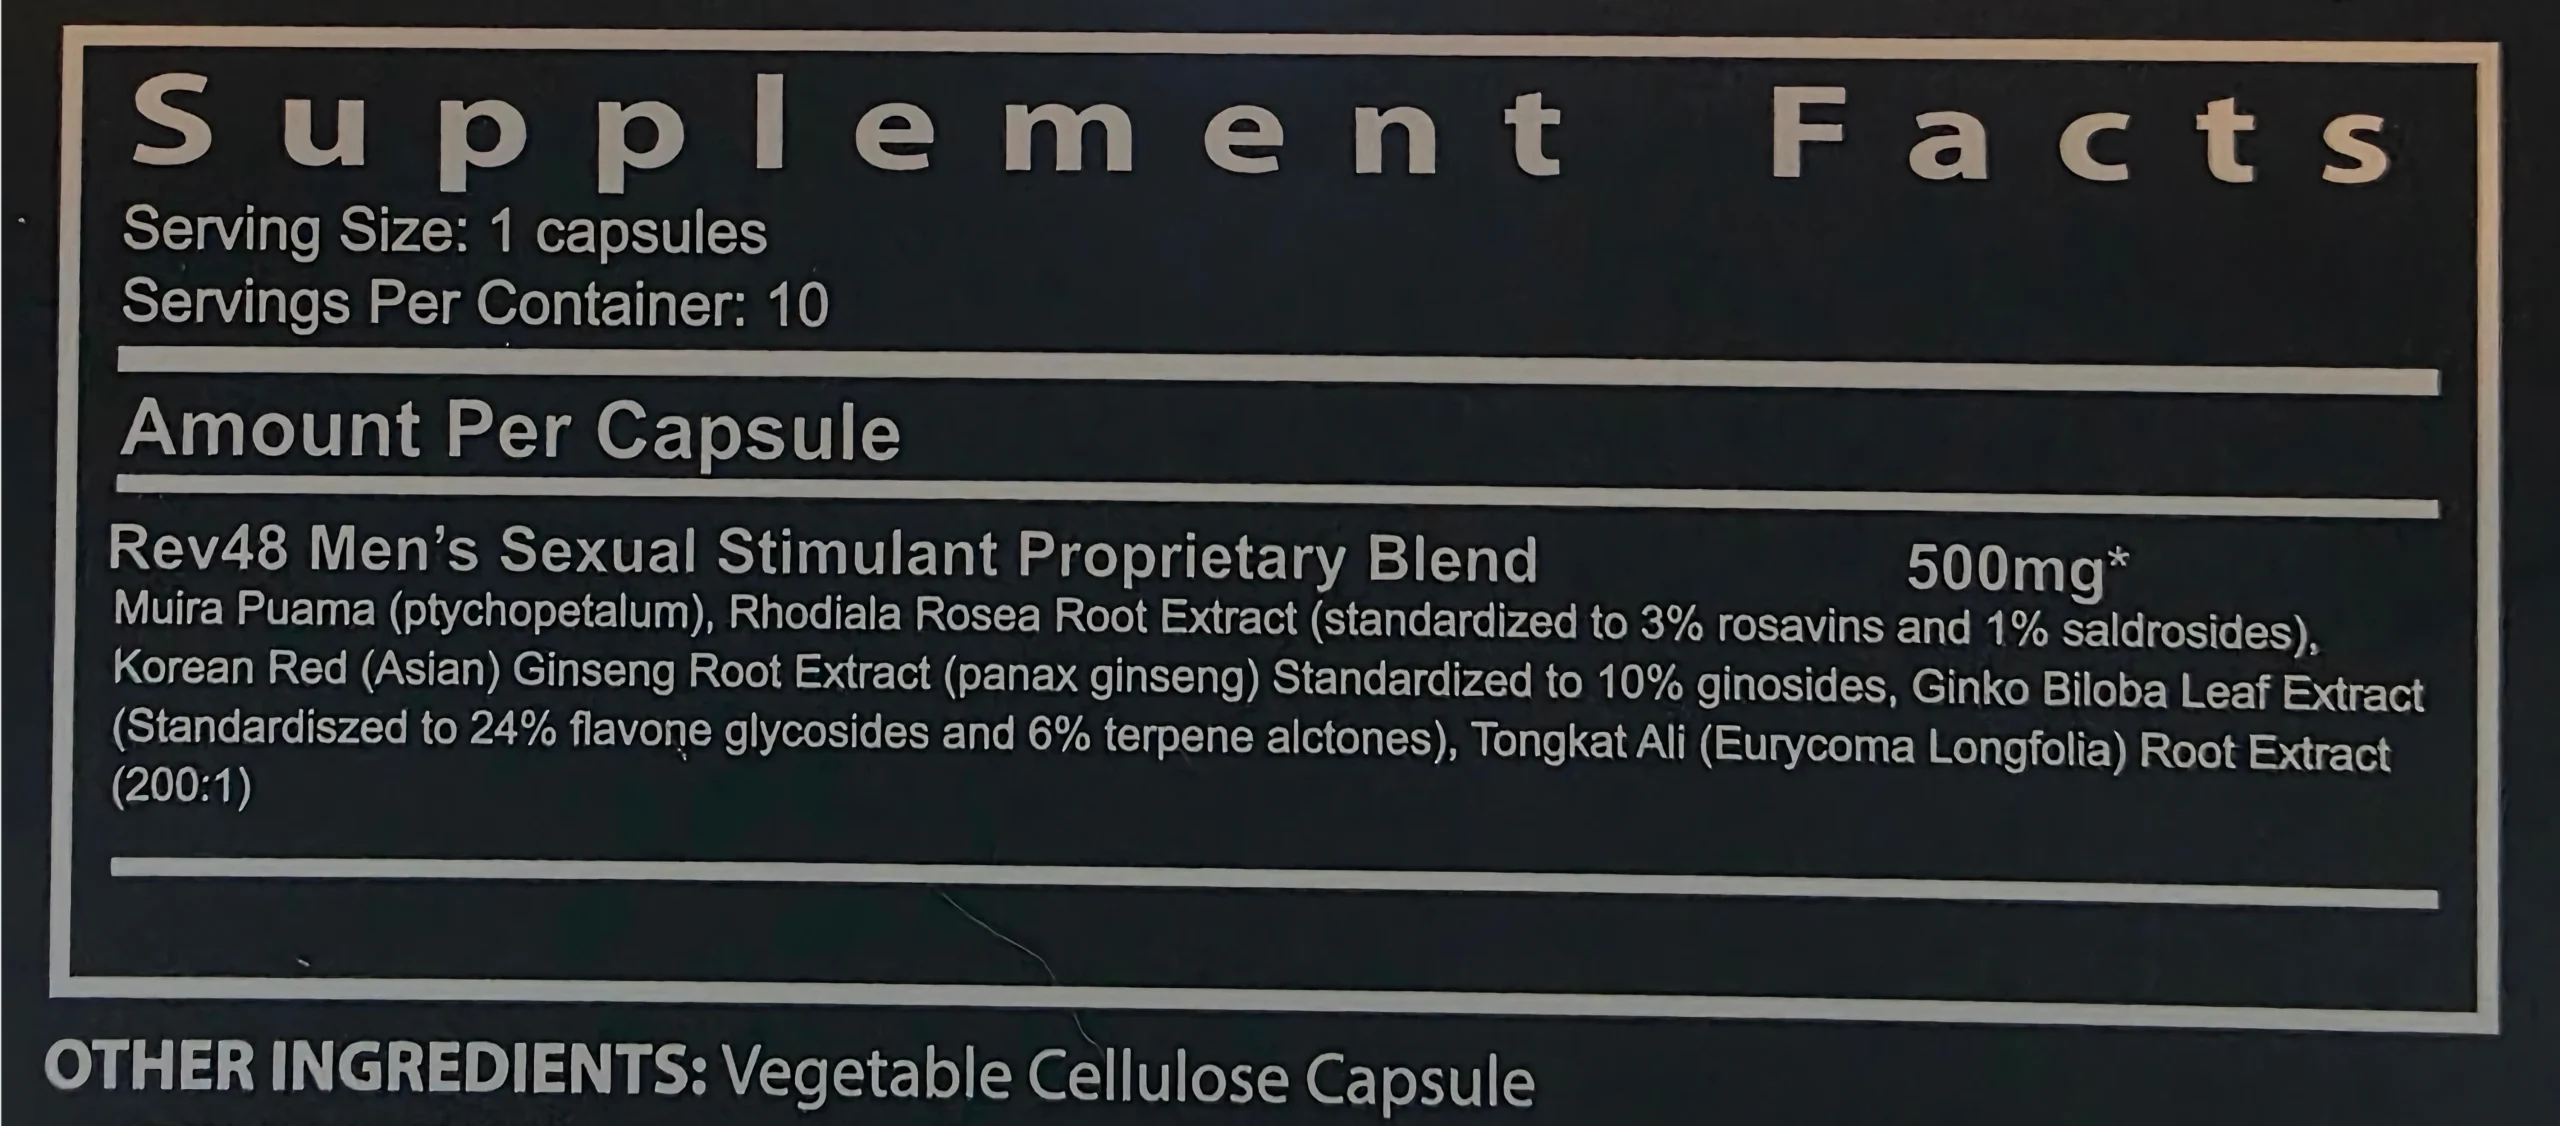 Supplement Facts
Serving Size: 1 capsules
Servings Per Container: 10
Amount Per Capsule
Rev48 Men's Sexual Stimulant Proprietary Blend 500mg*
Muira Puama (ptychopetalum), Rhodiala Rosea Root Extract (standardized to 3% rosavins and 1% saldrosides),
Korean Red (Asian) Ginseng Root Extract (panax ginseng) Standardized to 10% ginosides, Ginko Biloba Leaf Extract
(Standardiszed to 24% flavone glycosides and 6% terpene alctones), Tongkat Ali (Eurycoma Longfolia) Root Extract
(200:1)
OTHER INGREDIENTS: Vegetable Cellulose Capsule